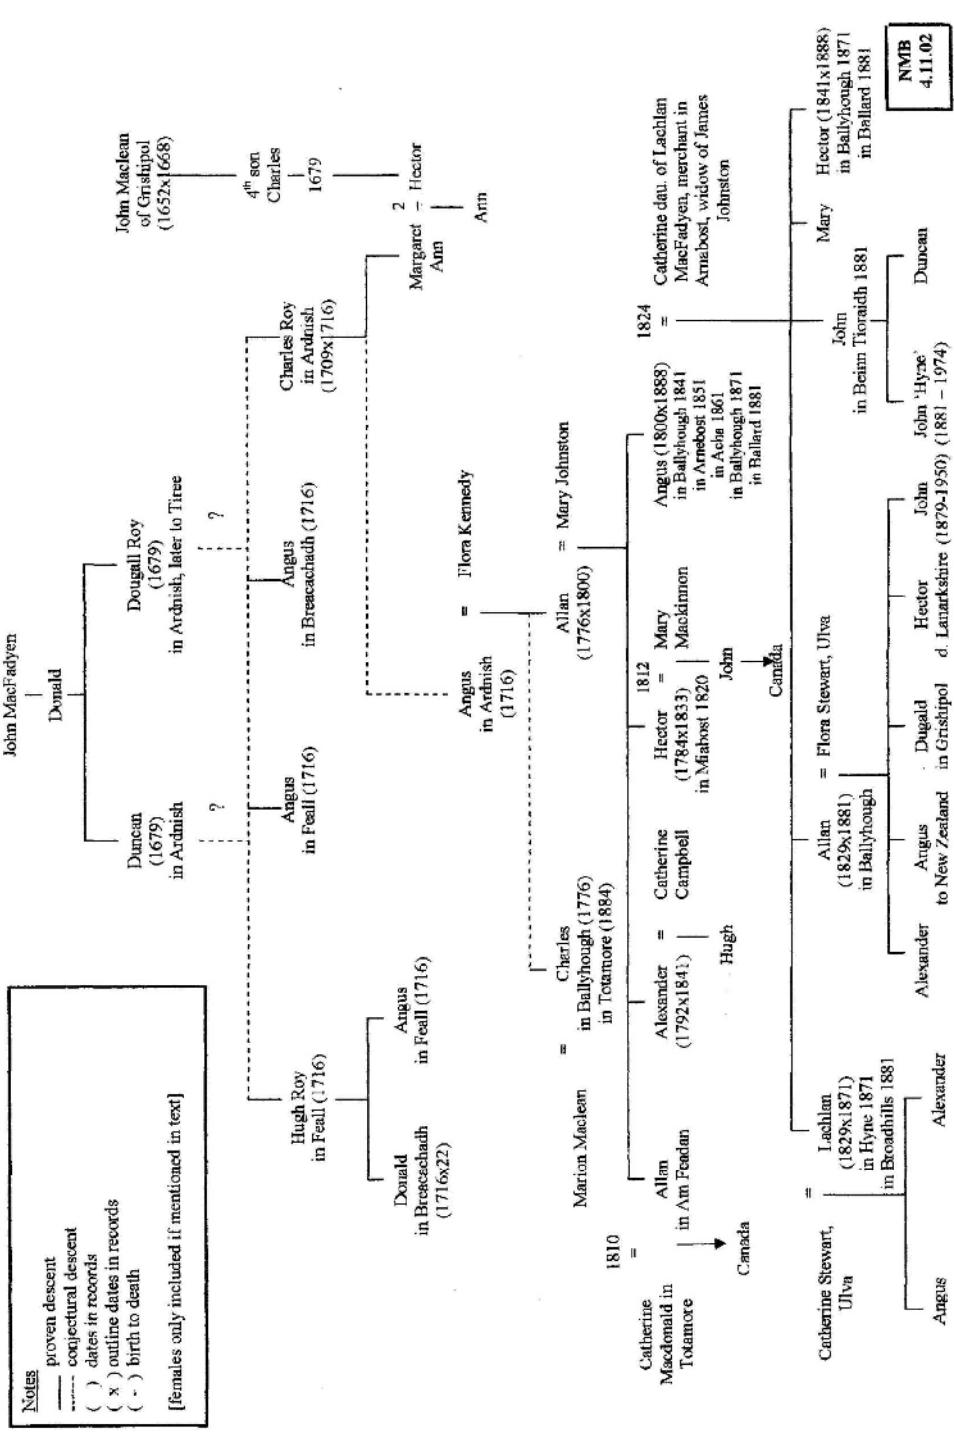 Notes
proven descent
conjectural descent
( ) dates in records
( x ) outline dates in records
( - ) birth to death
[females only included if mentioned in text]
John MacFadyen
Donald
Duncan
(1679)
in Ardnish
Dougall Roy
(1679)
in Ardnish, later to Tiree
John Maclean
of Grishipol
(1652x1668)
?
?
4th son
Charles
1679
Hugh Roy
in Feall (1716)
Angus
in Feall (1716)
Angus
in Breacachadh (1716)
Charles Roy
in Ardnish
(1709x1716)
Donald
in Breacachadh
(1716x22)
Angus
in Feall (1716)
Margaret
Ann
2
=
Hector
Angus
in Ardnish
(1716)
=
Flora Kennedy
Ann
Marion Maclean
=
Charles
in Ballyhough (1776)
in Totamore (1884)
Allan
(1776x1800)
= Mary Johnston
Catherine
Macdonald in
Totamore
1810
=
Allan
in Am Feadan
Canada
Alexander
(1792x1841)
=
Catherine
Campbell
Hugh
Hector
(1784x1833)
in Miabost 1820
1812
=
Mary
Mackinnon
John
Canada
Angus (1800x1888)
in Ballyhough 1841
in Arnebost 1851
in Acha 1861
in Ballyhough 1871
in Ballard 1881
1824
=
Catherine dau. of Lachlan
MacFadyen, merchant in
Arnabost, widow of James
Johnston
Catherine Stewart,
Ulva
=
Lachlan
(1829x1871)
in Hyne 1871
in Broadhills 1881
Allan
(1829x1881)
in Ballyhough
= Flora Stewart, Ulva
John
in Beinn Tioraidh 1881
Mary
Hector (1841x1888)
in Ballyhough 1871
in Ballard 1881
Angus
Alexander
Alexander
Angus
to New Zealand
Dugald
in Grishipol
Hector
d. Lanarkshire
John
(1879-1950)
John 'Hyne'
(1881 – 1974)
Duncan
NMB
4.11.02